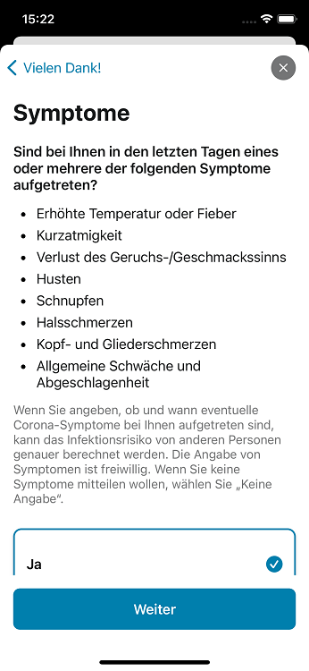 15:22
Vielen Dank!
Symptome
Sind bei Ihnen in den letzten Tagen eines
oder mehrere der folgenden Symptome
aufgetreten?
• Erhöhte Temperatur oder Fieber
• Kurzatmigkeit
• Verlust des Geruchs-/Geschmackssinns
• Husten
• Schnupfen
• Halsschmerzen
• Kopf- und Gliederschmerzen
• Allgemeine Schwäche und
Abgeschlagenheit
Wenn Sie angeben, ob und wann eventuelle
Corona-Symptome bei Ihnen aufgetreten sind,
kann das Infektionsrisiko von anderen Personen
genauer berechnet werden. Die Angabe von
Symptomen ist freiwillig. Wenn Sie keine
Symptome mitteilen wollen, wählen Sie „Keine
Angabe“.
Ja
Weiter